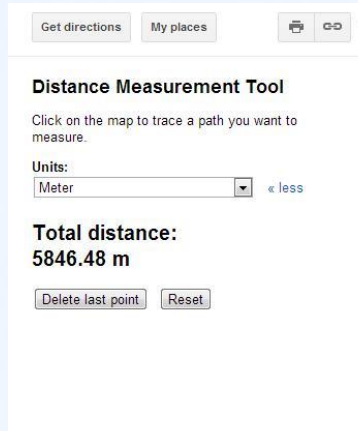 Get directions My places
Distance Measurement Tool
Click on the map to trace a path you want to
measure.
Units:
Meter « less
Total distance:
5846.48 m
Delete last point Reset